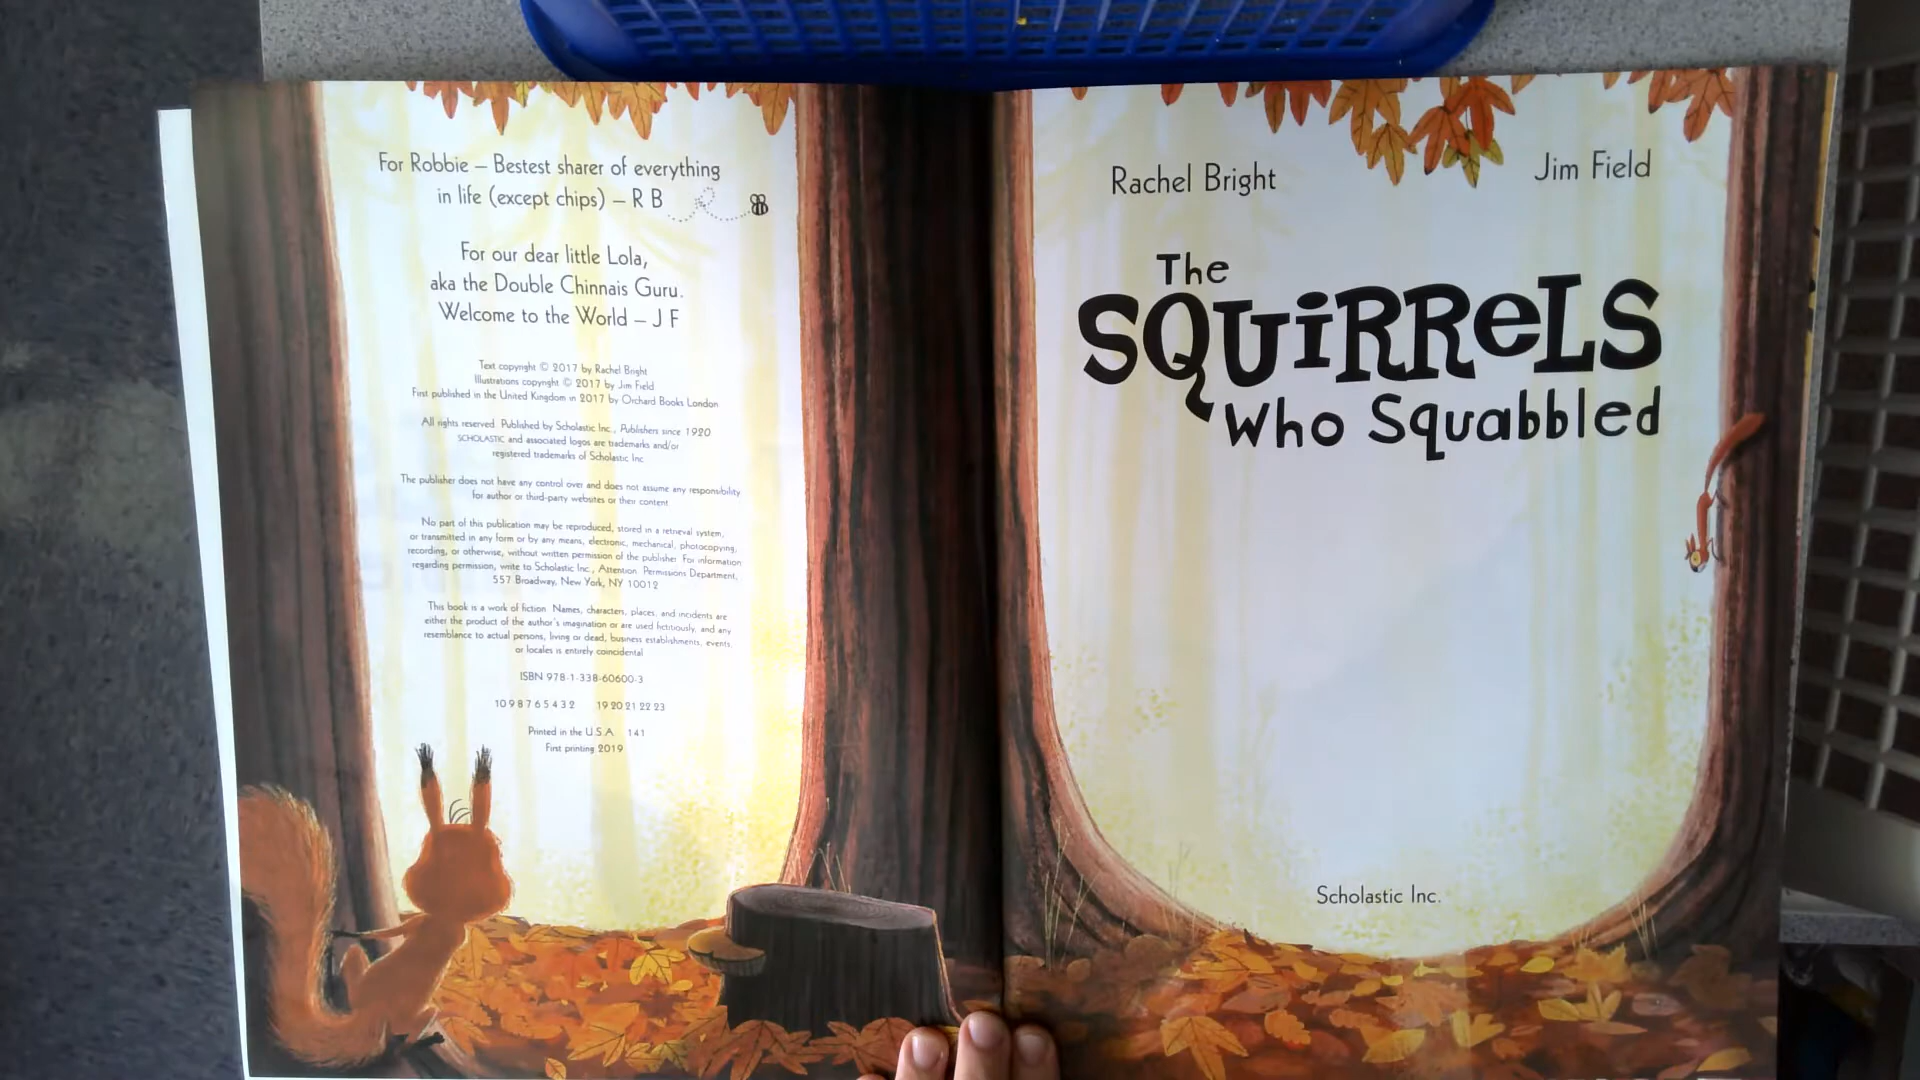 For Robbie – Bestest sharer of everything
in life (except chips) – R B
For our dear little Lola,
aka the Double Chinnais Guru.
Welcome to the World – J F
Text copyright © 2017 by Rachel Bright
Illustrations copyright © 2017 by Jim Field
First published in the United Kingdom in 2017 by Orchard Books London
All rights reserved. Published by Scholastic Inc., Publishers since 1920
SCHOLASTIC and associated logos are trademarks and/or
registered trademarks of Scholastic Inc.
The publisher does not have any control over and does not assume any responsibility
for author or third-party websites or their content.
No part of this publication may be reproduced, stored in a retrieval system,
or transmitted in any form or by any means, electronic, mechanical, photocopying,
recording, or otherwise, without written permission of the publisher. For information
regarding permission, write to Scholastic Inc., Attention: Permissions Department,
557 Broadway, New York, NY 10012
This book is a work of fiction. Names, characters, places, and incidents are
either the product of the author's imagination or are used fictitiously, and any
resemblance to actual persons, living or dead, business establishments, events,
or locales is entirely coincidental.
ISBN 978-1-338-60600-3
10 9 8 7 6 5 4 3 2 19 20 21 22 23
Printed in the U.S.A. 141
First printing 2019
Rachel Bright
Jim Field
The
SQUiRReLS
Who Squabbled
Scholastic Inc.